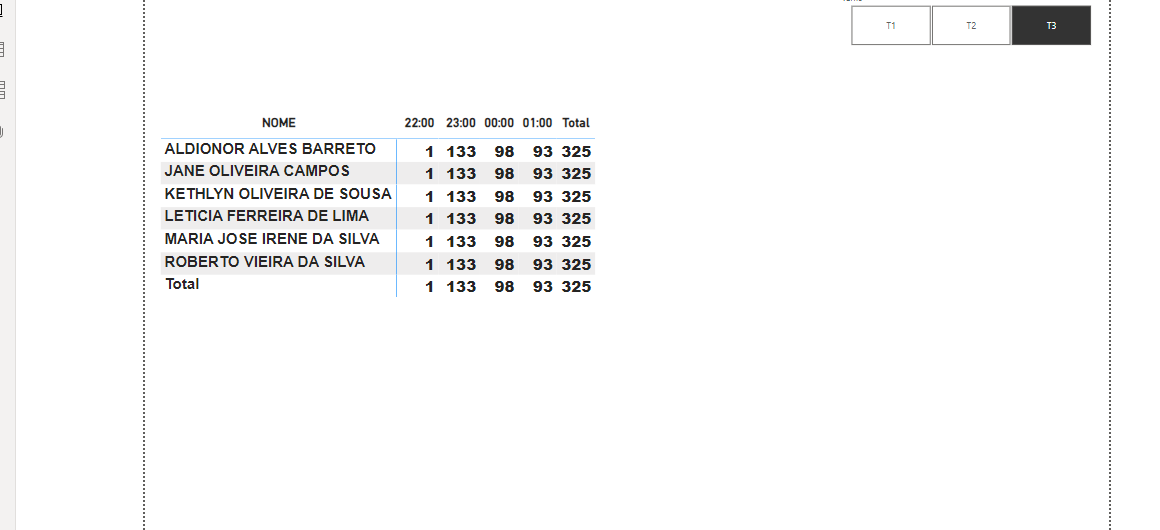 T1 T2 T3
NOME 22:00 23:00 00:00 01:00 Total
ALDIONOR ALVES BARRETO 1 133 98 93 325
JANE OLIVEIRA CAMPOS 1 133 98 93 325
KETHLYN OLIVEIRA DE SOUSA 1 133 98 93 325
LETICIA FERREIRA DE LIMA 1 133 98 93 325
MARIA JOSE IRENE DA SILVA 1 133 98 93 325
ROBERTO VIEIRA DA SILVA 1 133 98 93 325
Total 1 133 98 93 325